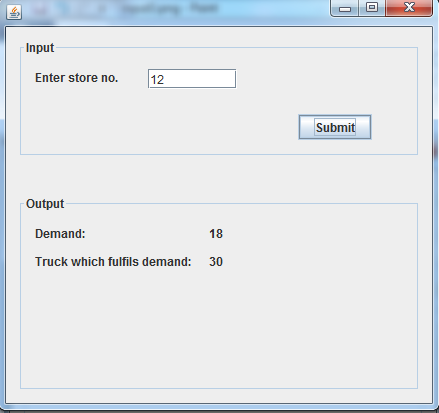 Input
Enter store no. 12
Submit
Output
Demand: 18
Truck which fulfils demand: 30